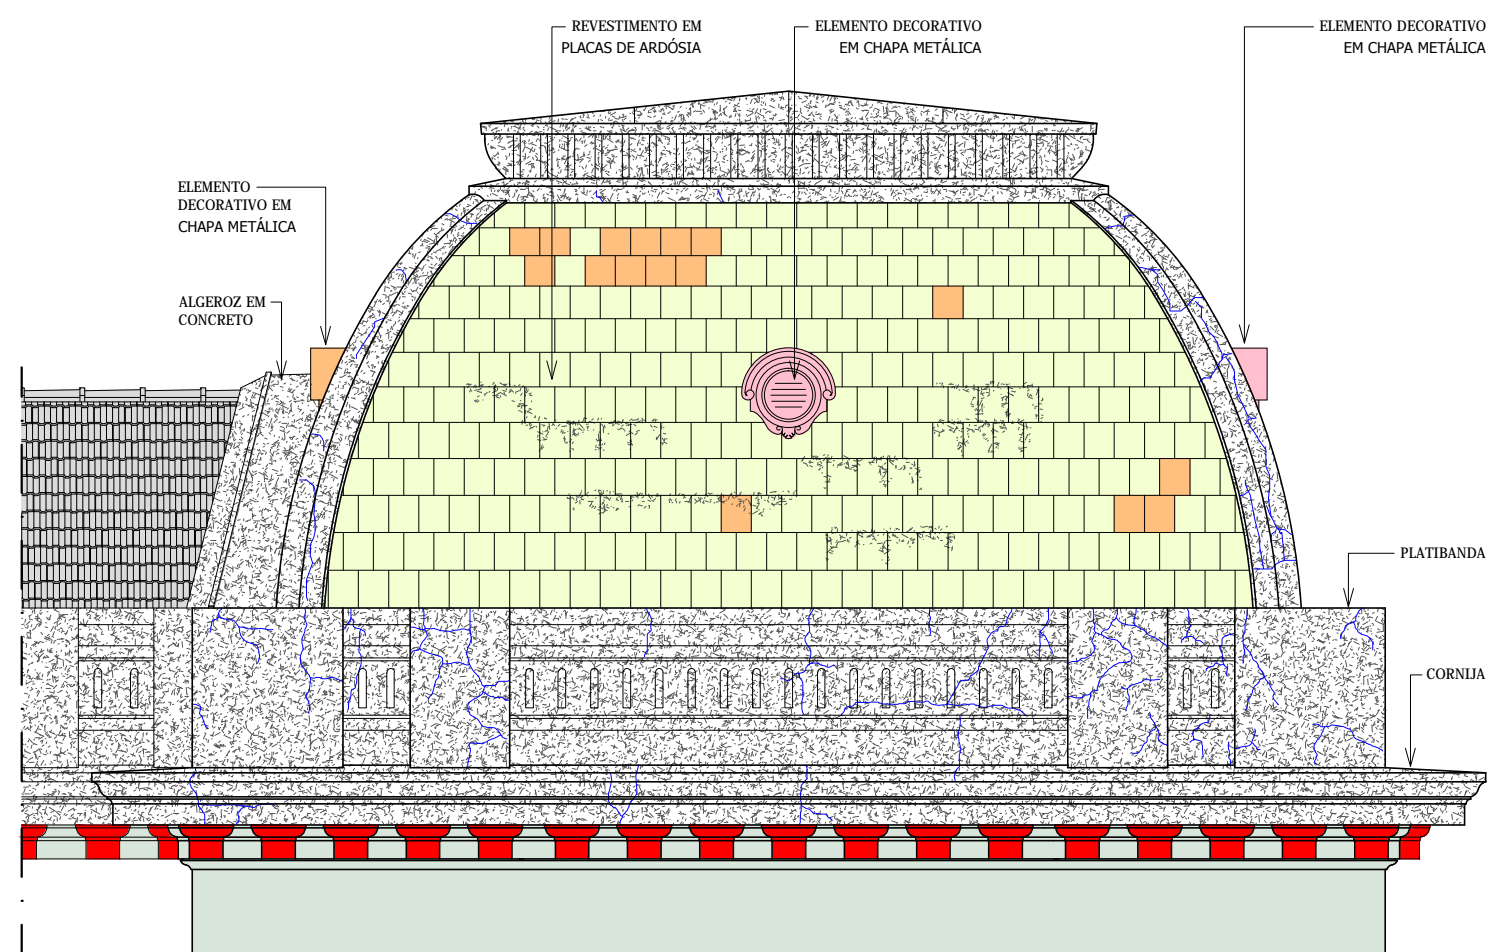 REVESTIMENTO EM
PLACAS DE ARDÓSIA
ELEMENTO DECORATIVO
EM CHAPA METÁLICA
ELEMENTO DECORATIVO
EM CHAPA METÁLICA
ELEMENTO
DECORATIVO EM
CHAPA METÁLICA
ALGEROZ EM
CONCRETO
PLATIBANDA
CORNIJA